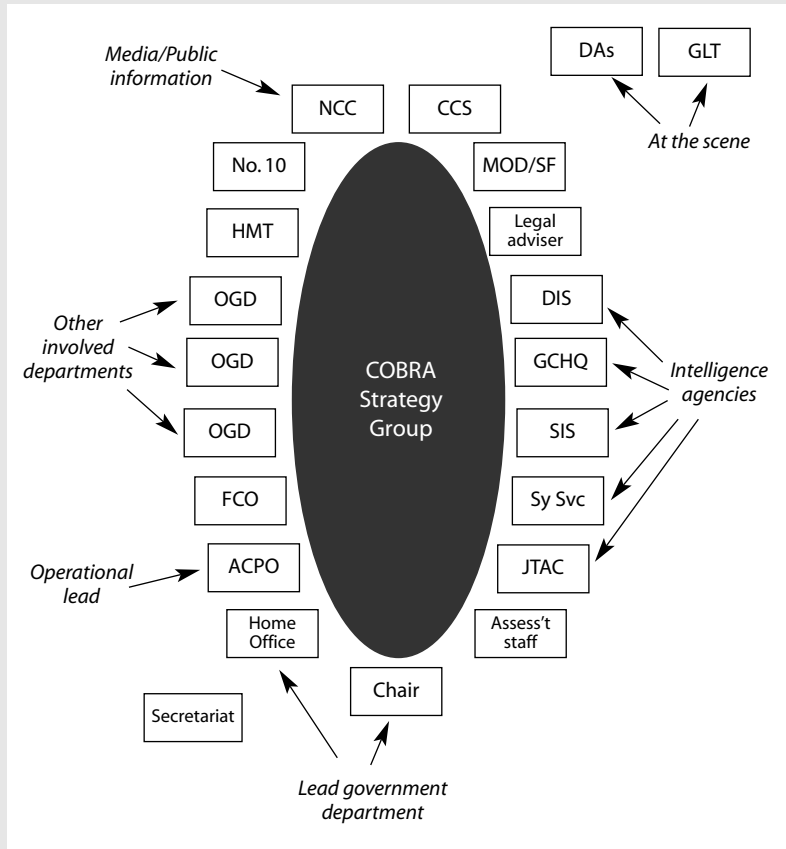 DAs
GLT
Media/Public
information
NCC
CCS
At the scene
No. 10
MOD/SF
HMT
Legal
adviser
OGD
DIS
Other
involved
departments
OGD
GCHQ
COBRA
Strategy
Group
Intelligence
agencies
OGD
SIS
FCO
Sy Svc
Operational
lead
ACPO
JTAC
Home
Office
Assess't
staff
Chair
Secretariat
Lead government
department